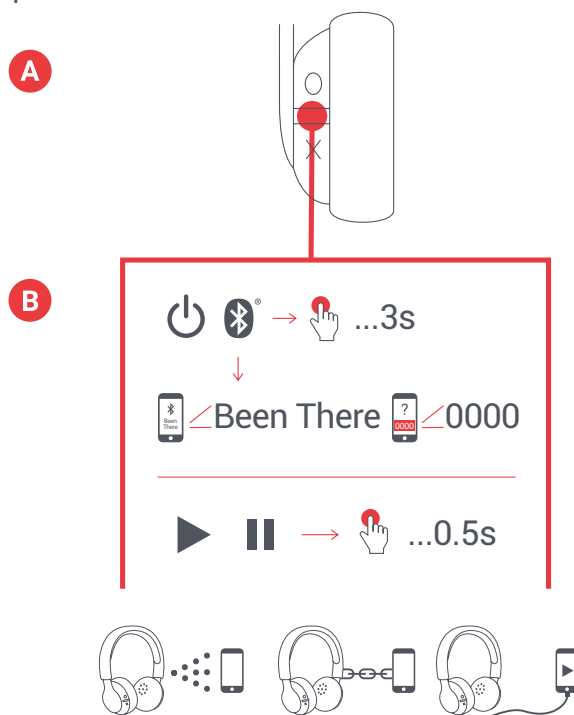 A
B
® ...3s
Been There
Been There 0000
?
0000
...0.5s